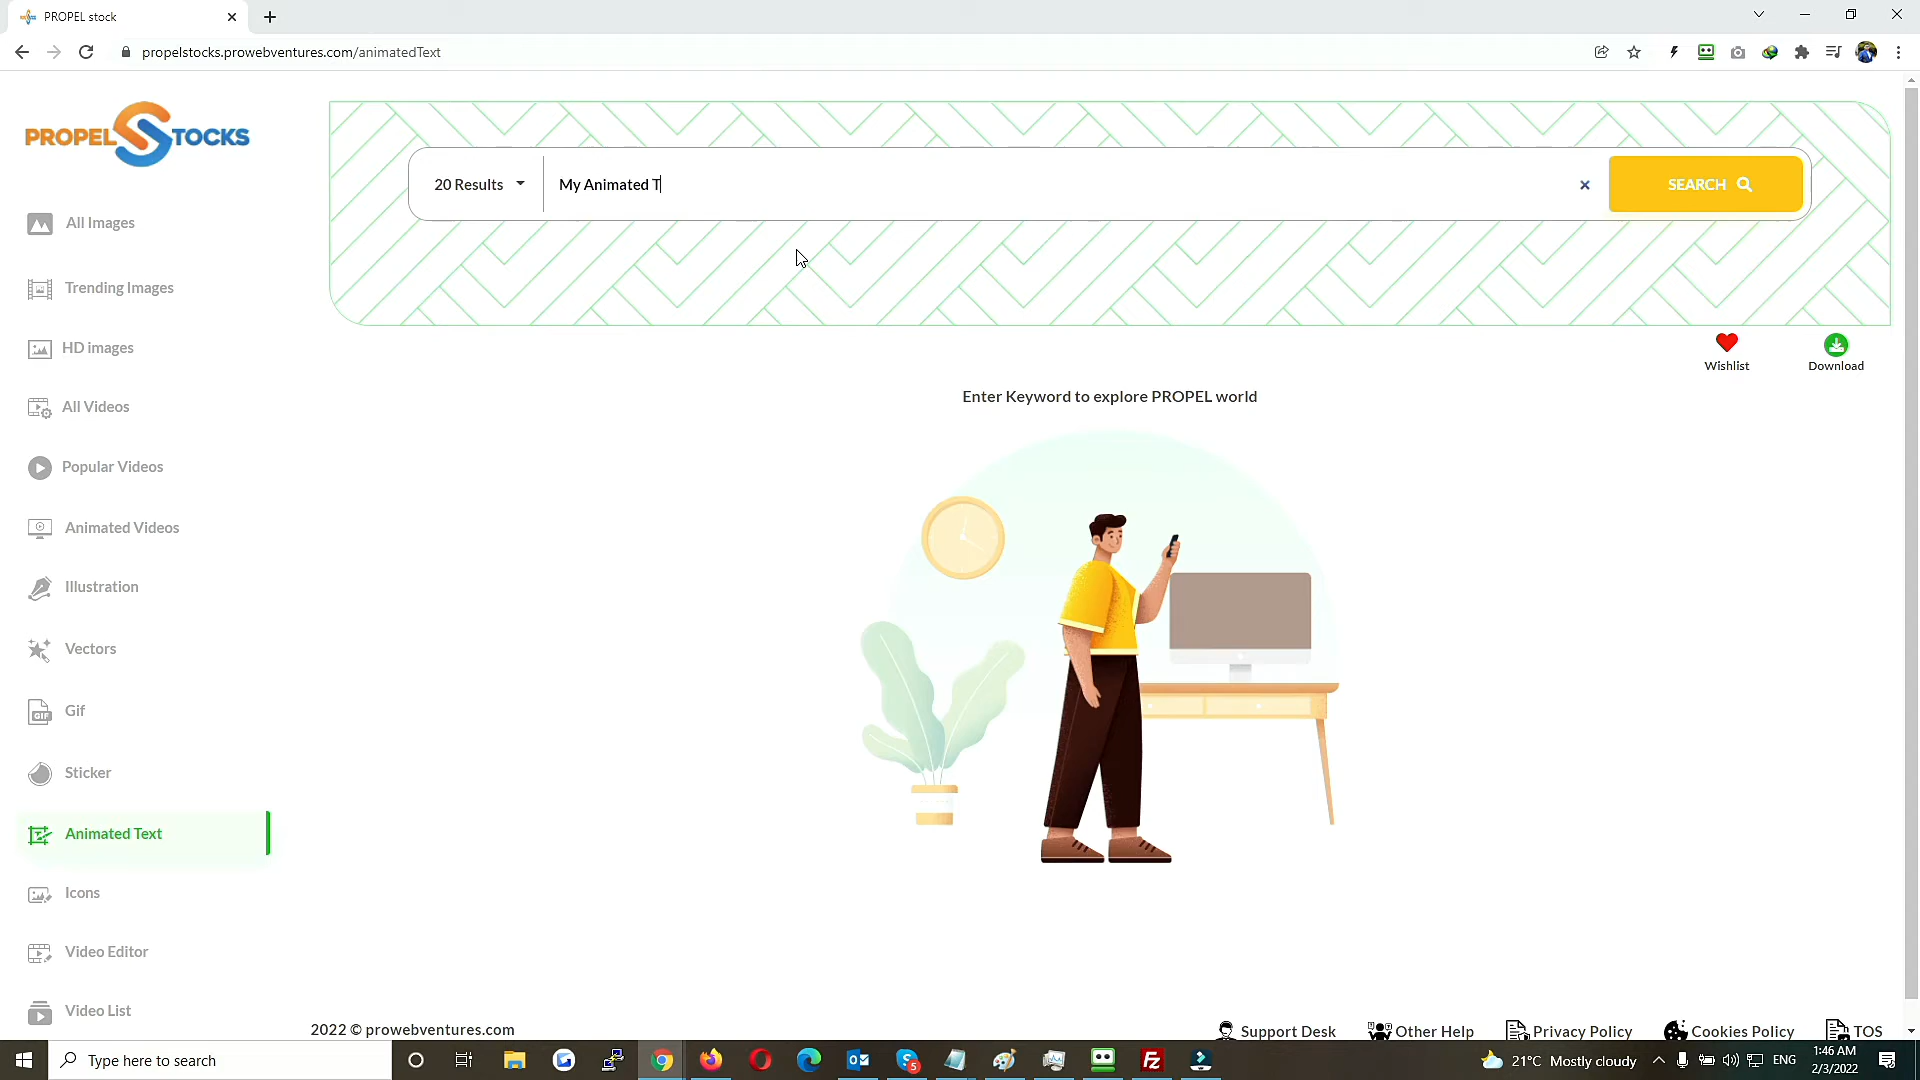 PROPEL stock
propelstocks.prowebventures.com/animatedText
PROPEL STOCKS
20 Results
My Animated T
SEARCH
All Images
Trending Images
HD images
All Videos
Popular Videos
Animated Videos
Illustration
Vectors
Gif
GIF
Sticker
Animated Text
Icons
Video Editor
Video List
Wishlist
Download
Enter Keyword to explore PROPEL world
2022 © prowebventures.com
Support Desk
Other Help
Privacy Policy
Cookies Policy
TOS
Type here to search
5
21°C Mostly cloudy
ENG
1:46 AM
2/3/2022